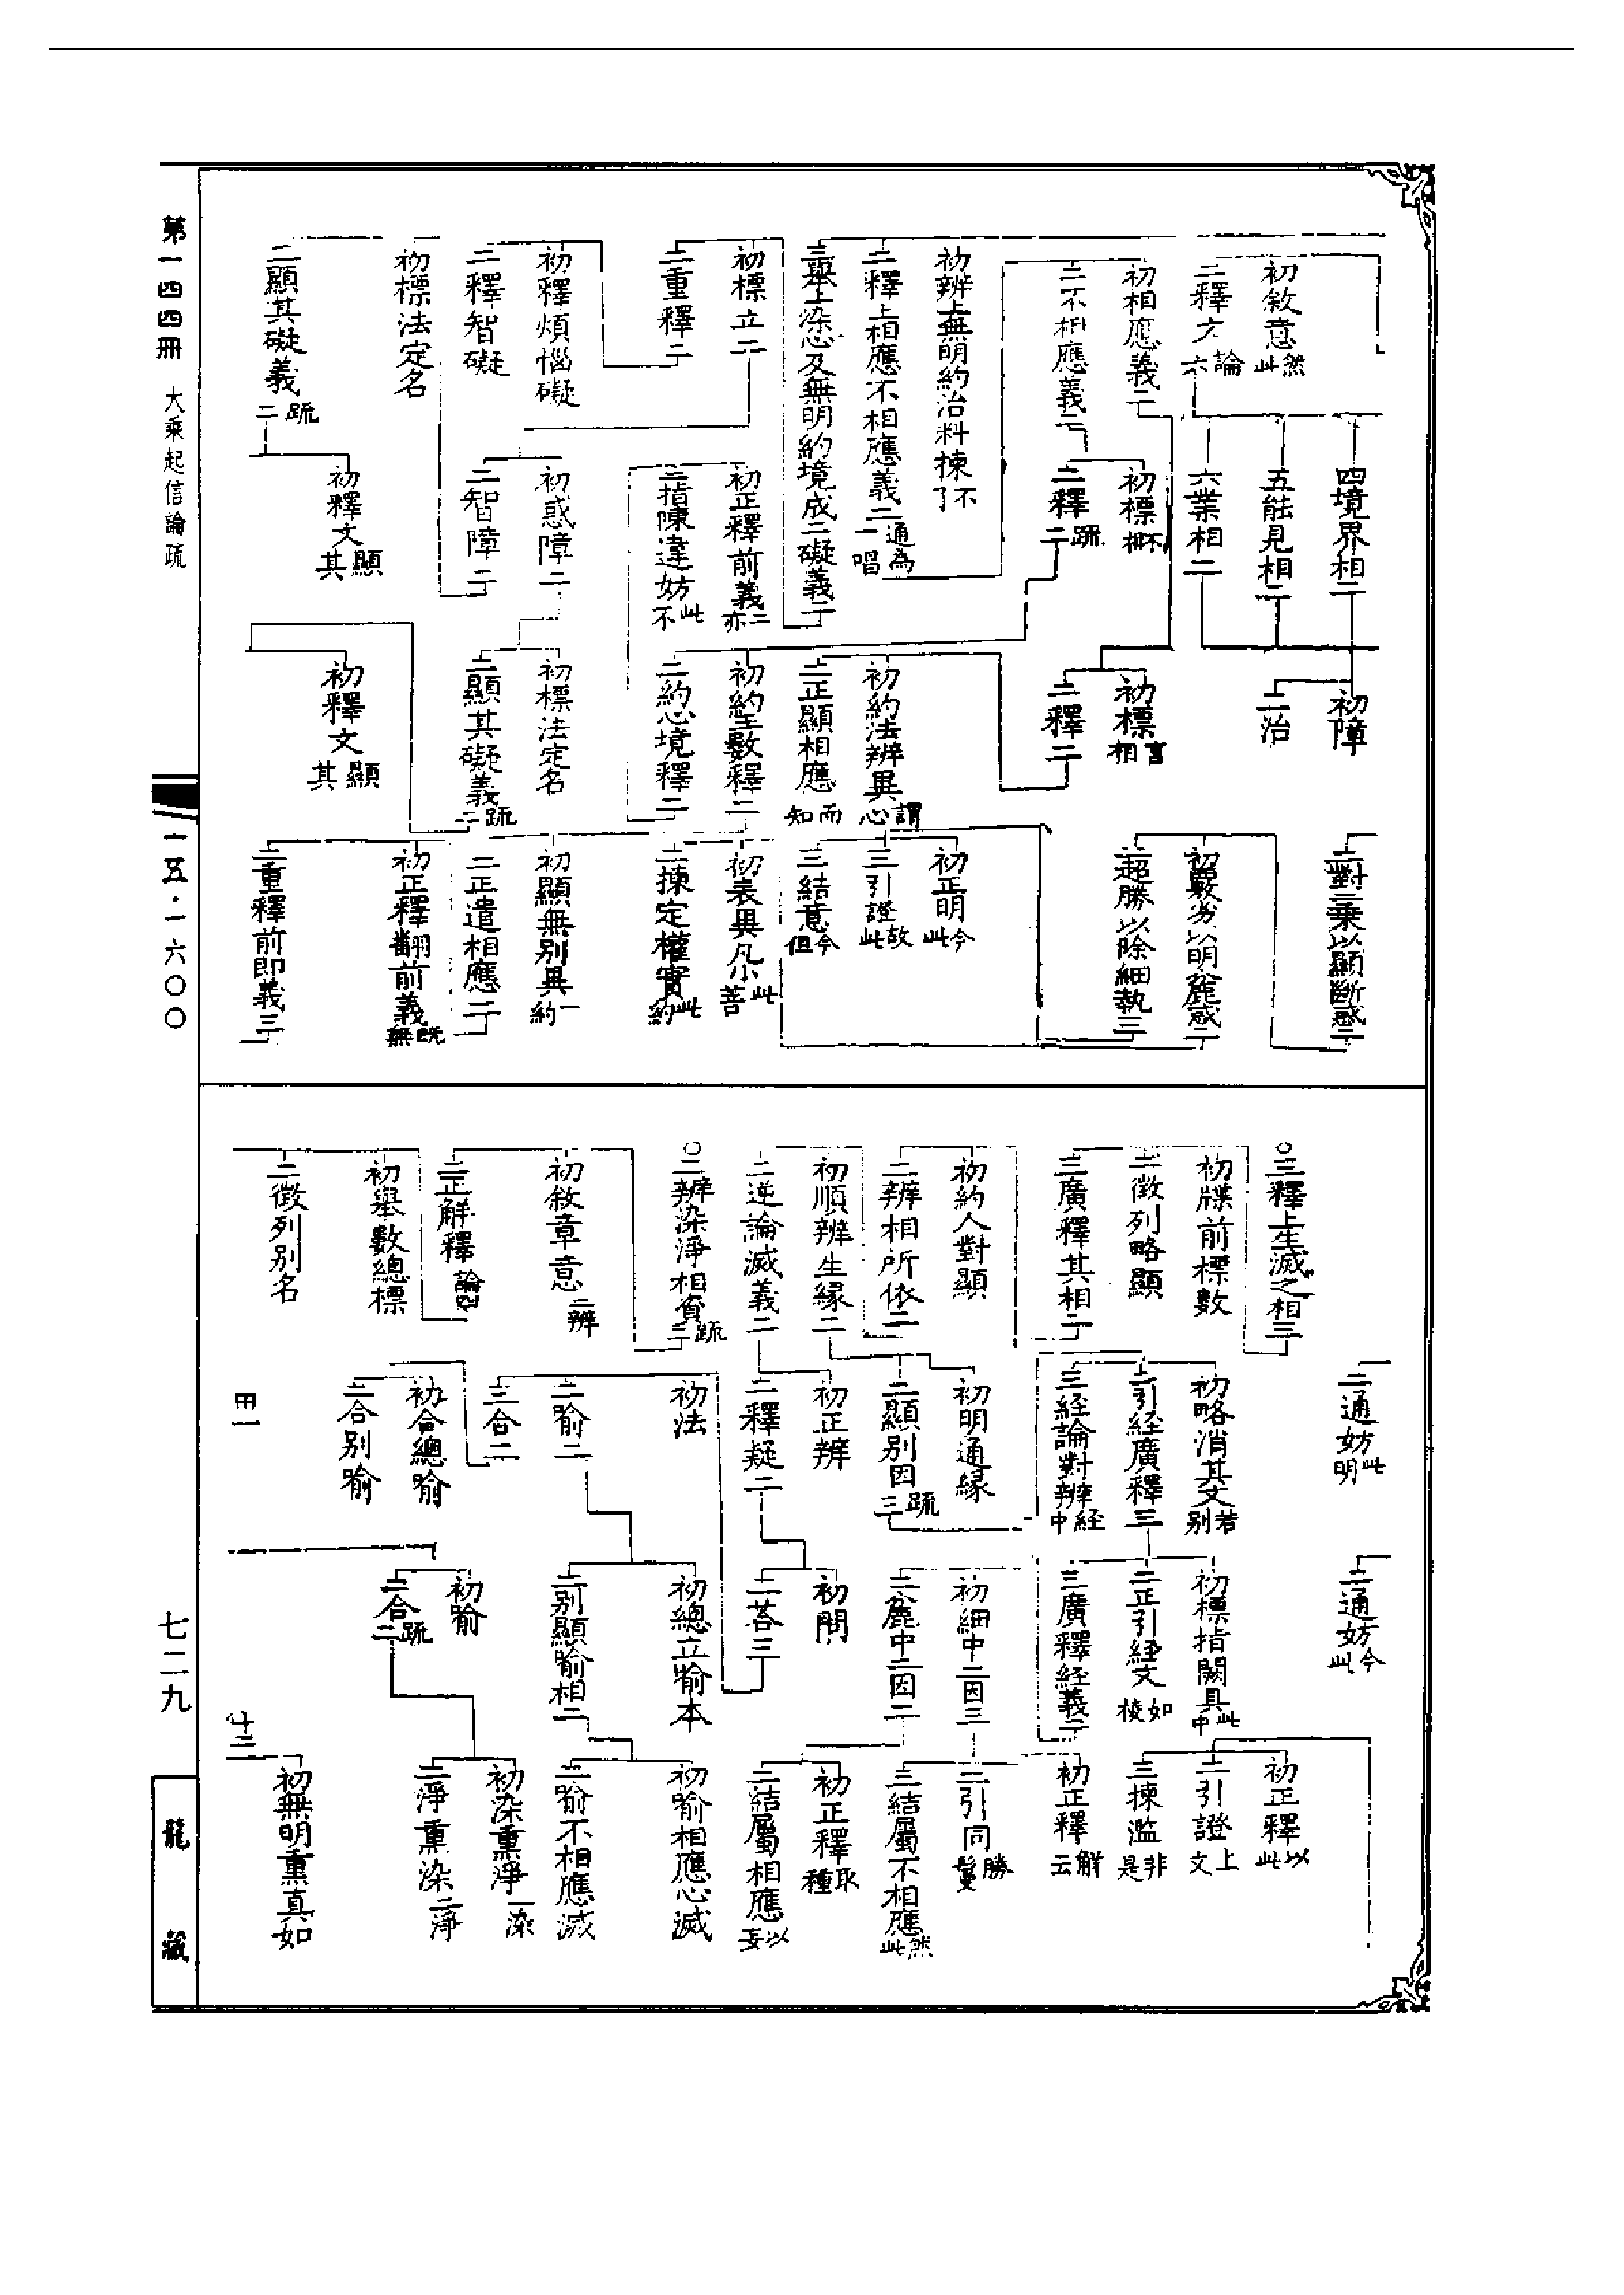 初敘意然此
二釋文論六
四境界相二
五能見相二
六業相二
初障
二治
初相應義二
二不相應義二
初標不相
二釋疏二
初標言相
二釋二
二對三乘以顯斷惑二
初數劣以明麁惑二
二超勝以除細執三
初辨上無明約治料揀不了
二釋上相應不相應義二通為一唱
三舉上染心及無明約境成二礙義二
初約法辨異謂心
二正顯相應而知
初正明今此
二引證故此
三結意今但
初標立二
二重釋二
初正釋前義二亦
二指陳違妨此不
初約王數釋二
二約心境釋二
初表異凡小此菩
二揀定權實此約
初釋煩惱礙
二釋智礙
初惑障二
二智障二
初標法定名
二顯其礙義疏二
初顯無別異一約
二正遣相應二
初標法定名
二顯其礙義疏二
初釋文顯其
初釋文顯其
初正釋翻前義既無
二重釋前即義三
二通妨此明
二通妨今此
○三釋上生滅之相三
初牒前標數
二徵列略顯
三廣釋其相二
初略消其文若別
二引經廣釋三
三經論對辨經中
初標指闕具此中
二正引經文如棱
三廣釋經義三
初正釋以此
二引證上文
三揀濫非是
初約人對顯
二辨相所依二
初明通緣
二顯別因疏三
初細中二因三
二麁中二因二
初正釋解云
二引同勝鬘
三結屬不相應然此
初順辨生緣二
二逆論滅義二
初正辨
二釋疑二
初問
二荅三
初正釋取種
二結屬相應以妄
○二辨染淨相資疏三
初敘章意二辨
二正解釋論四
初法
二喻二
三合二
初總立喻本
二別顯喻相二
初喻相應心滅
二喻不相應滅
初舉數總標
二徵列別名
初合總喻
二合別喻
初喻
二合疏二
初染熏淨一染
二淨熏染二淨
初無明熏真如
第一四四冊 大乘起信論疏
一五·一六〇〇
七二九
龍藏